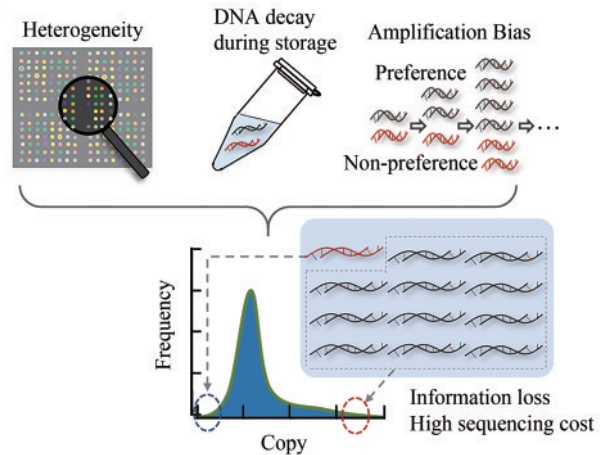 Heterogeneity
DNA decay
during storage
Amplification Bias
Preference
...
Non-preference
Frequency
Copy
Information loss
High sequencing cost